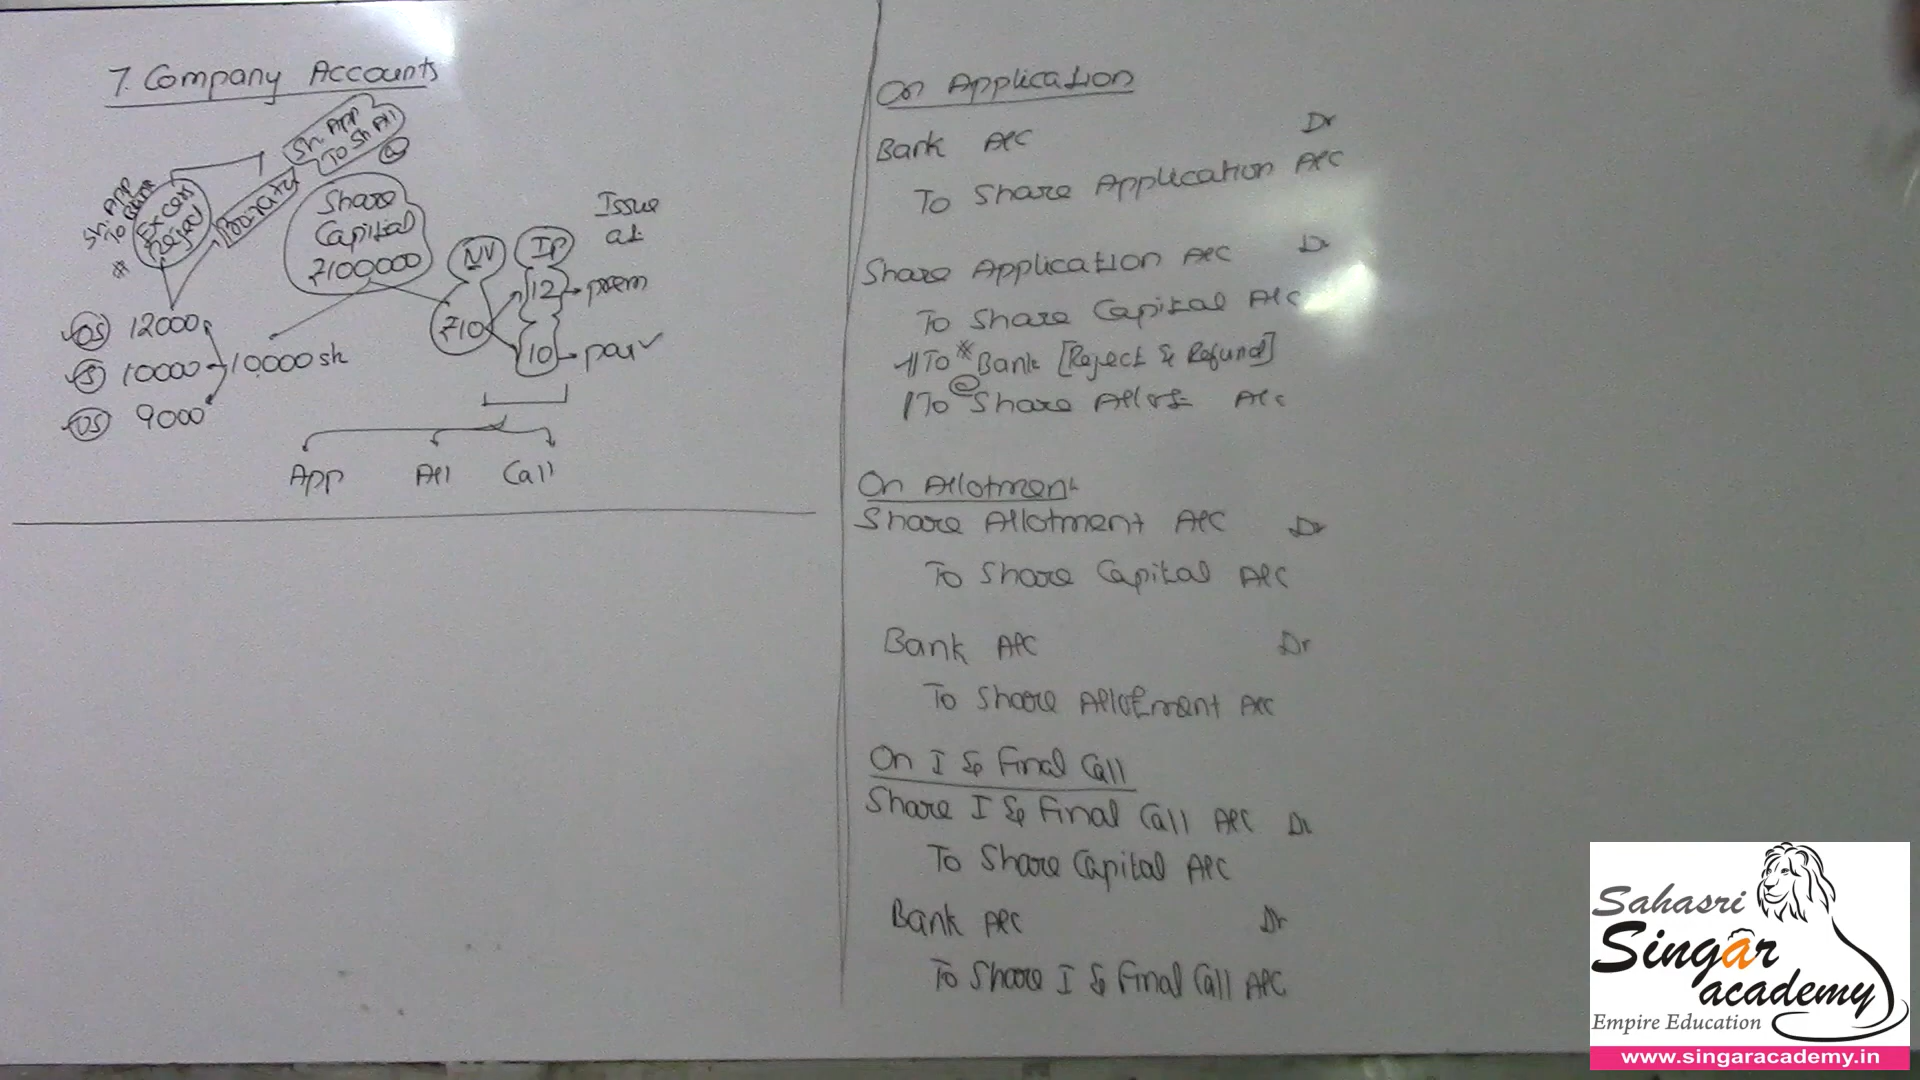 7. Company Accounts
Sh. App
To Sh All
@
Sh. App
To Bank
*
Excess
Reject
Pro-rata
Share
Capital
₹100000
NV
IP
Issue
at
12
prem
₹10
10
par
OS 12000
S 10000
10000 sh
US 9000
App All Call
On Application
Bank A/C Dr
To Share Application A/C
Share Application A/C Dr
To Share Capital A/C
To * Bank [Reject & Refund]
To @ Share Allot A/c
On Allotment
Share Allotment A/C Dr
To Share Capital A/C
Bank A/C Dr
To Share Allotment A/C
On I & Final Call
Share I & Final Call A/C Dr
To Share Capital A/C
Bank A/C Dr
To Share I & Final Call A/C
Sahasri
Singar
academy
Empire Education
www.singaracademy.in